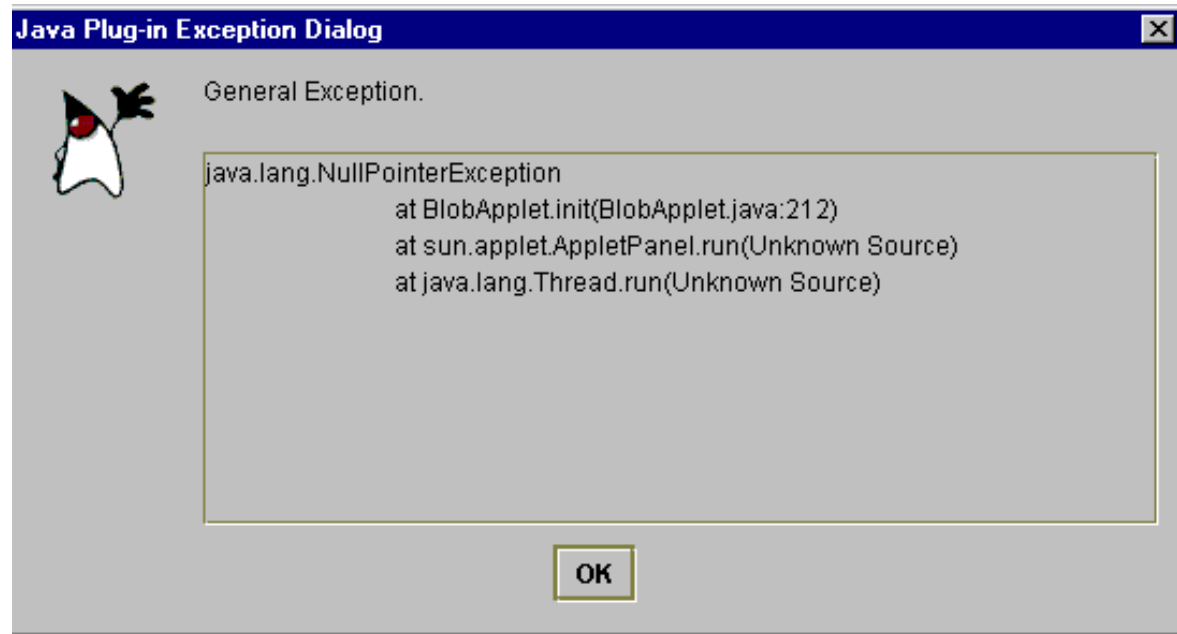 Java Plug-in Exception Dialog
General Exception.
java.lang.NullPointerException
at BlobApplet.init(BlobApplet.java:212)
at sun.applet.AppletPanel.run(Unknown Source)
at java.lang.Thread.run(Unknown Source)
OK